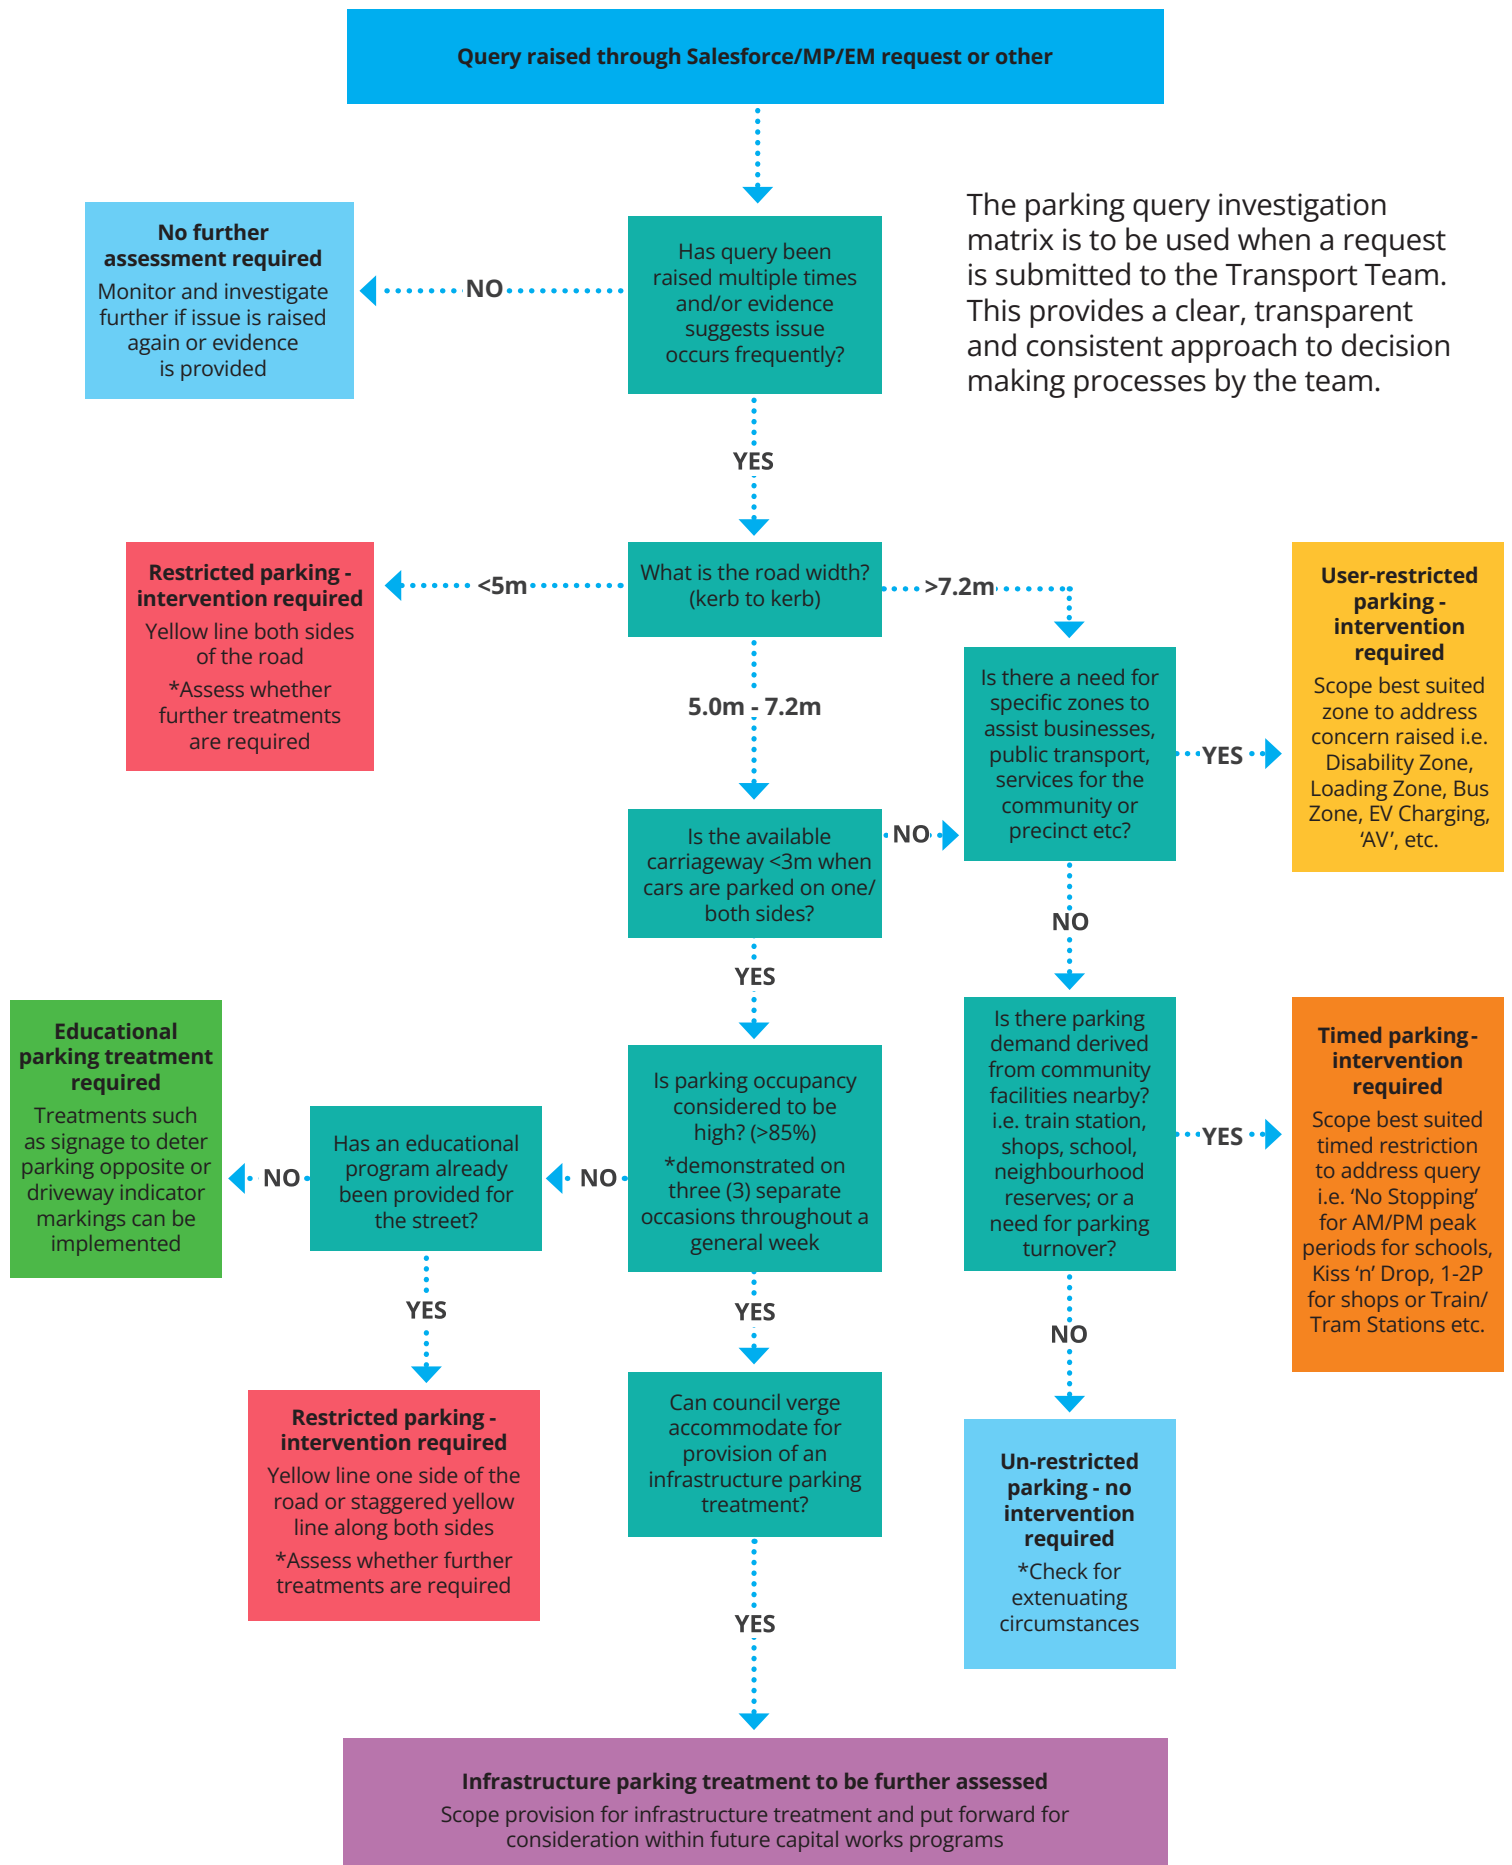 Query raised through Salesforce/MP/EM request or other
The parking query investigation
matrix is to be used when a request
is submitted to the Transport Team.
This provides a clear, transparent
and consistent approach to decision
making processes by the team.
No further
assessment required
Monitor and investigate
further if issue is raised
again or evidence
is provided
NO
Has query been
raised multiple times
and/or evidence
suggests issue
occurs frequently?
YES
Restricted parking -
intervention required
Yellow line both sides
of the road
*Assess whether
further treatments
are required
<5m
What is the road width?
(kerb to kerb)
>7.2m
5.0m - 7.2m
Is there a need for
specific zones to
assist businesses,
public transport,
services for the
community or
precinct etc?
YES
User-restricted
parking -
intervention
required
Scope best suited
zone to address
concern raised i.e.
Disability Zone,
Loading Zone, Bus
Zone, EV Charging,
‘AV’, etc.
Is the available
carriageway <3m when
cars are parked on one/
both sides?
NO
NO
YES
Educational
parking treatment
required
Treatments such
as signage to deter
parking opposite or
driveway indicator
markings can be
implemented
NO
Has an educational
program already
been provided for
the street?
NO
Is parking occupancy
considered to be
high? (>85%)
*demonstrated on
three (3) separate
occasions throughout a
general week
Is there parking
demand derived
from community
facilities nearby?
i.e. train station,
shops, school,
neighbourhood
reserves; or a
need for parking
turnover?
YES
Timed parking -
intervention
required
Scope best suited
timed restriction
to address query
i.e. ‘No Stopping’
for AM/PM peak
periods for schools,
Kiss ‘n’ Drop, 1-2P
for shops or Train/
Tram Stations etc.
YES
YES
NO
Restricted parking -
intervention required
Yellow line one side of the
road or staggered yellow
line along both sides
*Assess whether further
treatments are required
Can council verge
accommodate for
provision of an
infrastructure parking
treatment?
Un-restricted
parking - no
intervention
required
*Check for
extenuating
circumstances
YES
Infrastructure parking treatment to be further assessed
Scope provision for infrastructure treatment and put forward for
consideration within future capital works programs